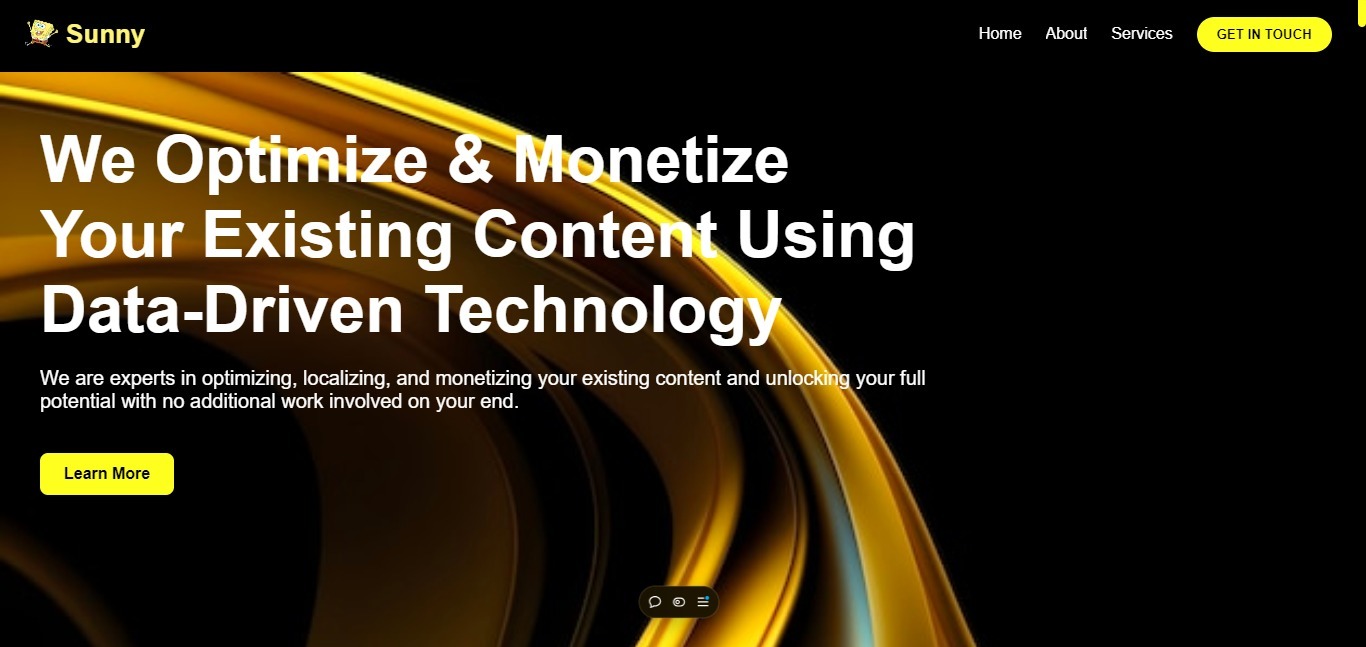 Sunny
Home About Services GET IN TOUCH
We Optimize & Monetize
Your Existing Content Using
Data-Driven Technology
We are experts in optimizing, localizing, and monetizing your existing content and unlocking your full
potential with no additional work involved on your end.
Learn More